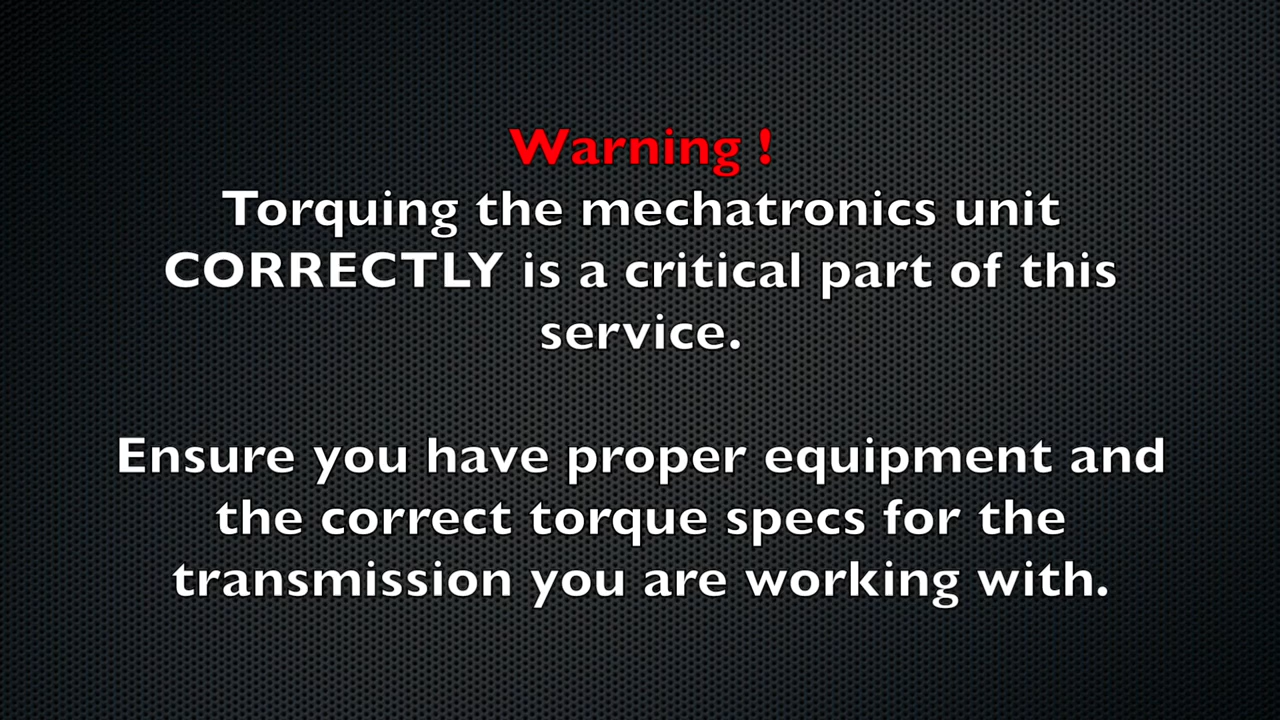 Warning !
Torquing the mechatronics unit
CORRECTLY is a critical part of this
service.
Ensure you have proper equipment and
the correct torque specs for the
transmission you are working with.